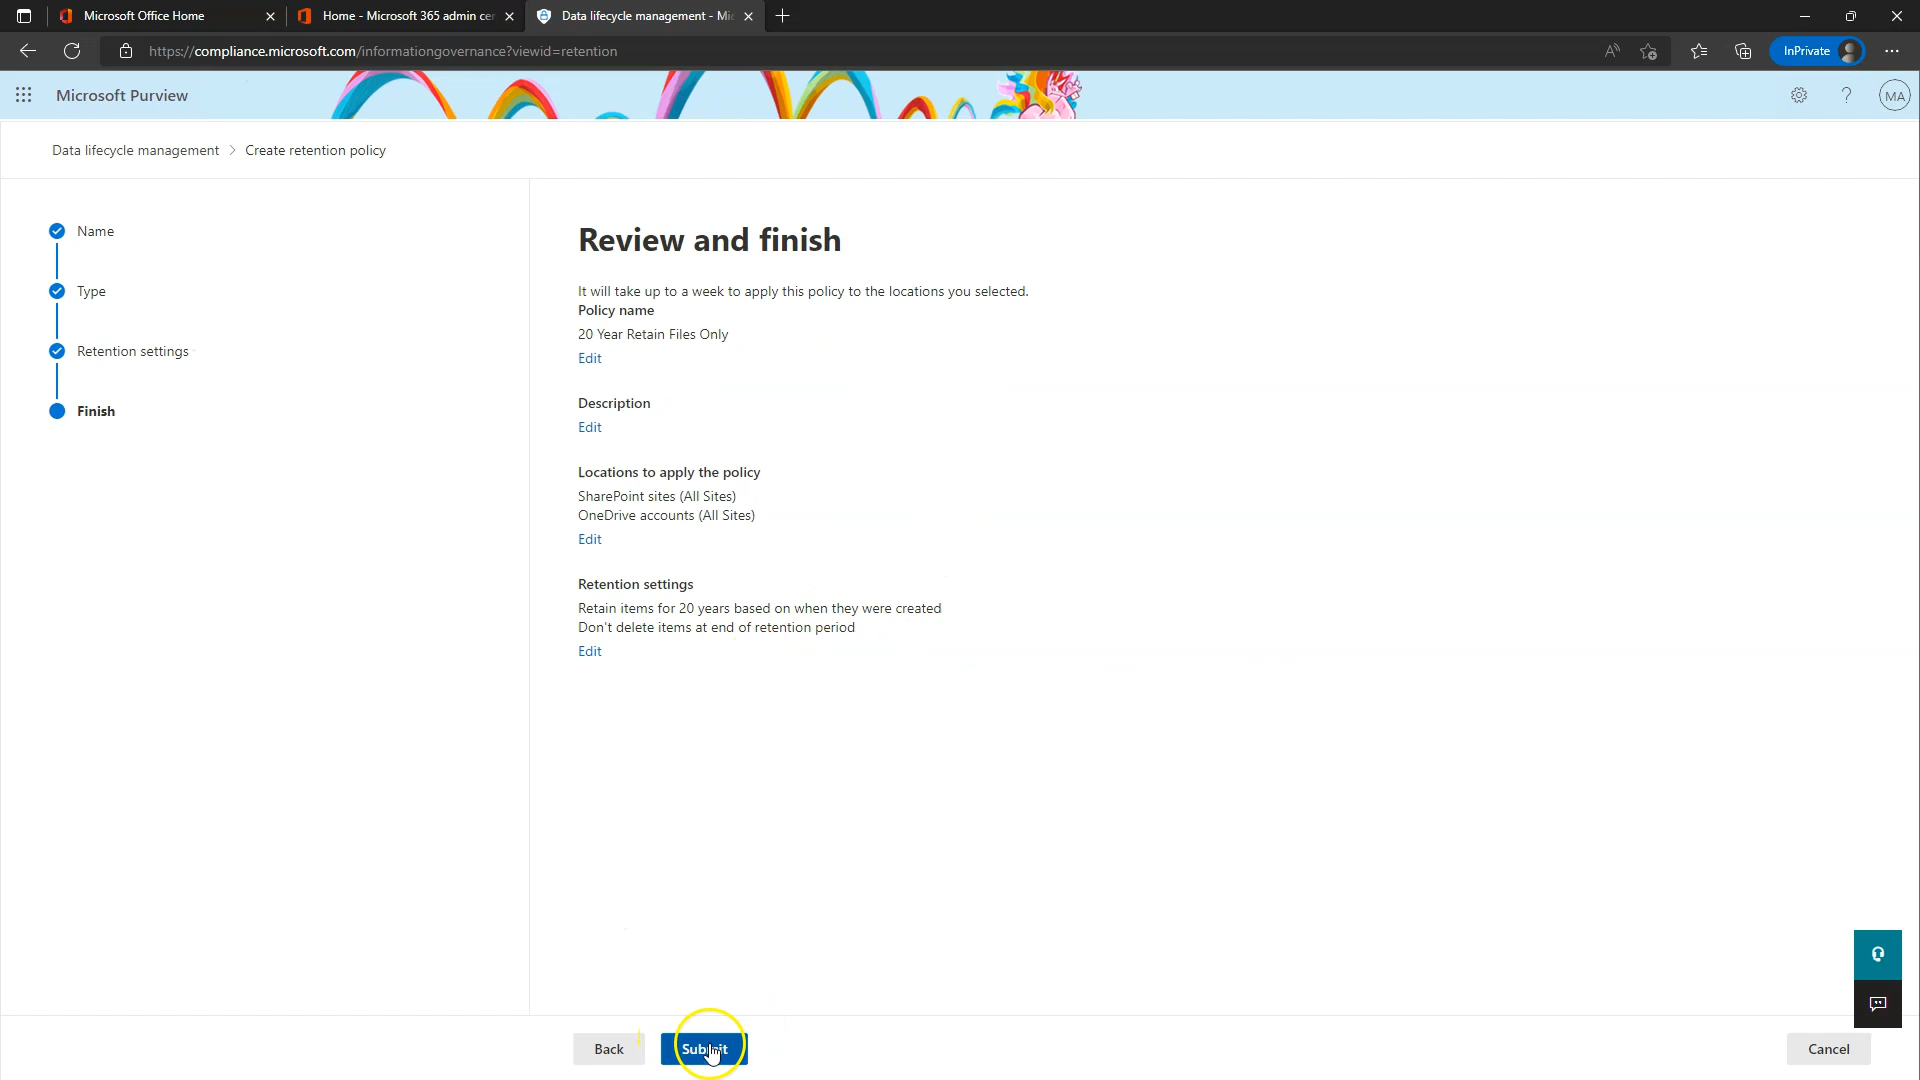 Microsoft Office Home
Home - Microsoft 365 admin cer
Data lifecycle management - Mic
https://compliance.microsoft.com/informationgovernance?viewid=retention
InPrivate
Microsoft Purview
MA
Data lifecycle management > Create retention policy
Name
Type
Retention settings
Finish
Review and finish
It will take up to a week to apply this policy to the locations you selected.
Policy name
20 Year Retain Files Only
Edit
Description
Edit
Locations to apply the policy
SharePoint sites (All Sites)
OneDrive accounts (All Sites)
Edit
Retention settings
Retain items for 20 years based on when they were created
Don't delete items at end of retention period
Edit
Back
Submit
Cancel